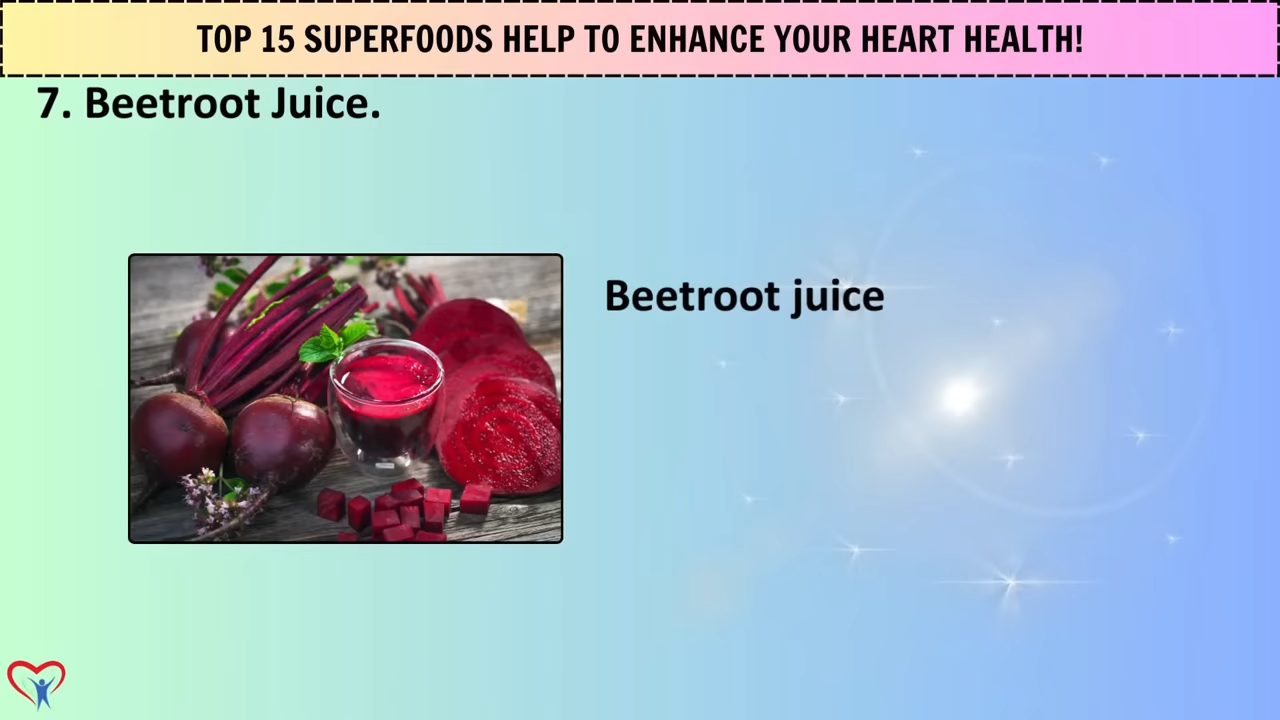 TOP 15 SUPERFOODS HELP TO ENHANCE YOUR HEART HEALTH!
7. Beetroot Juice.
Beetroot juice